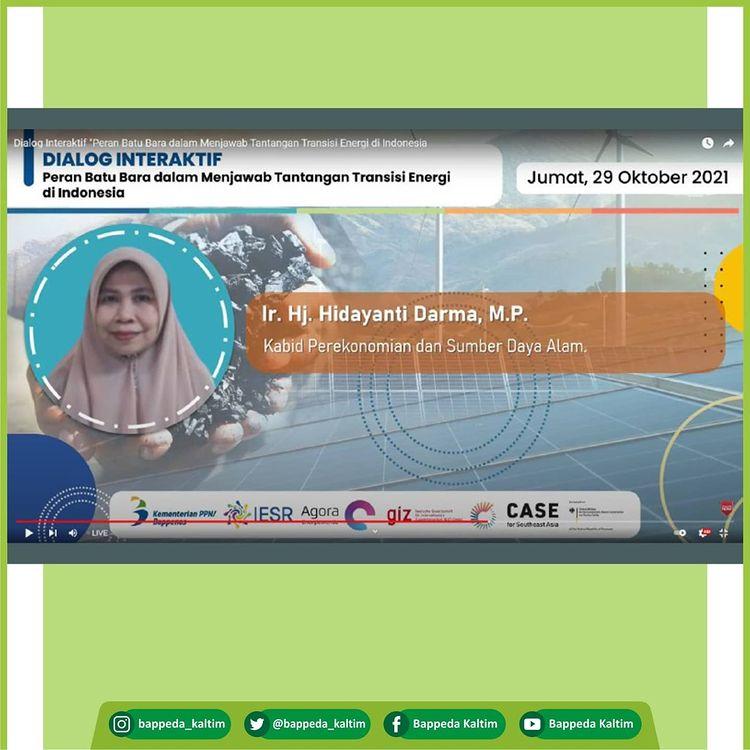 Dialog Interaktif "Peran Batu Bara dalam Menjawab Tantangan Transisi Energi di Indonesia
DIALOG INTERAKTIF
Peran Batu Bara dalam Menjawab Tantangan Transisi Energi
di Indonesia
Jumat, 29 Oktober 2021
Ir. Hj. Hidayanti Darma, M.P.
Kabid Perekonomian dan Sumber Daya Alam.
Kementerian PPN/
Bappenas
IESR
Agora
giz
CASE
for Southeast Asia
LIVE
bappeda_kaltim
@bappeda_kaltim
Bappeda Kaltim
Bappeda Kaltim